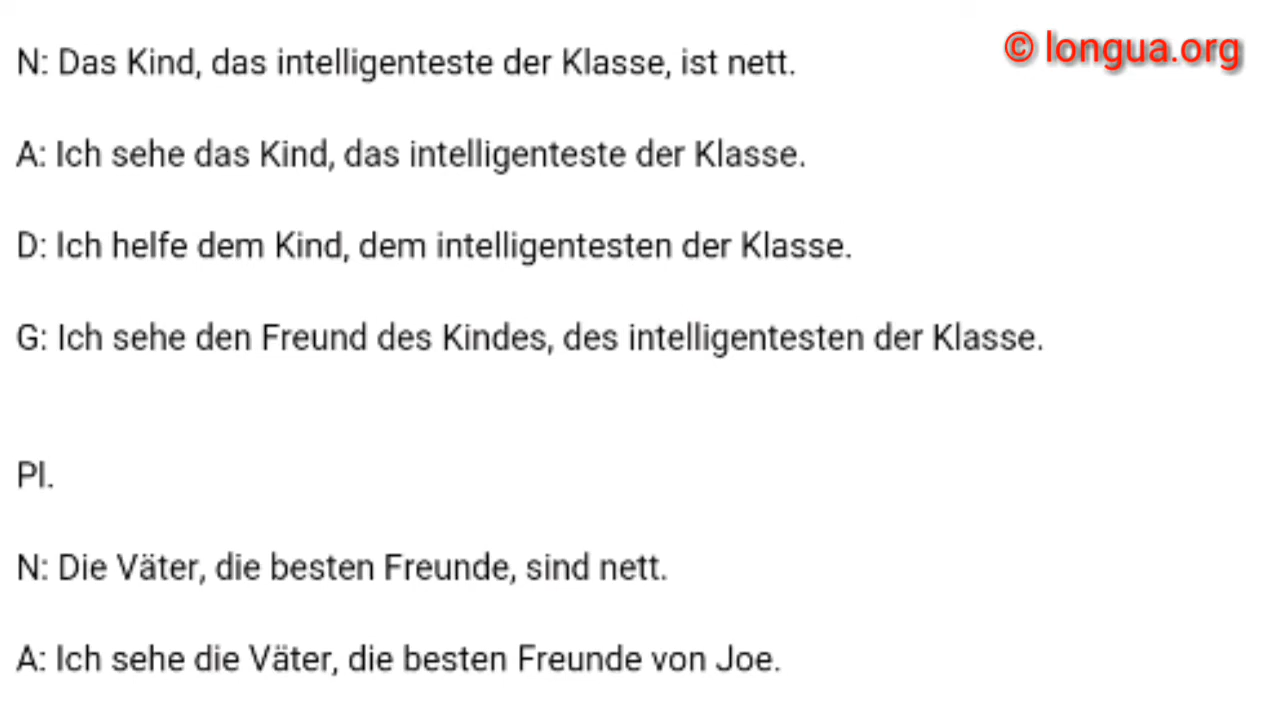 N: Das Kind, das intelligenteste der Klasse, ist nett.
© longua.org
A: Ich sehe das Kind, das intelligenteste der Klasse.
D: Ich helfe dem Kind, dem intelligentesten der Klasse.
G: Ich sehe den Freund des Kindes, des intelligentesten der Klasse.
Pl.
N: Die Väter, die besten Freunde, sind nett.
A: Ich sehe die Väter, die besten Freunde von Joe.